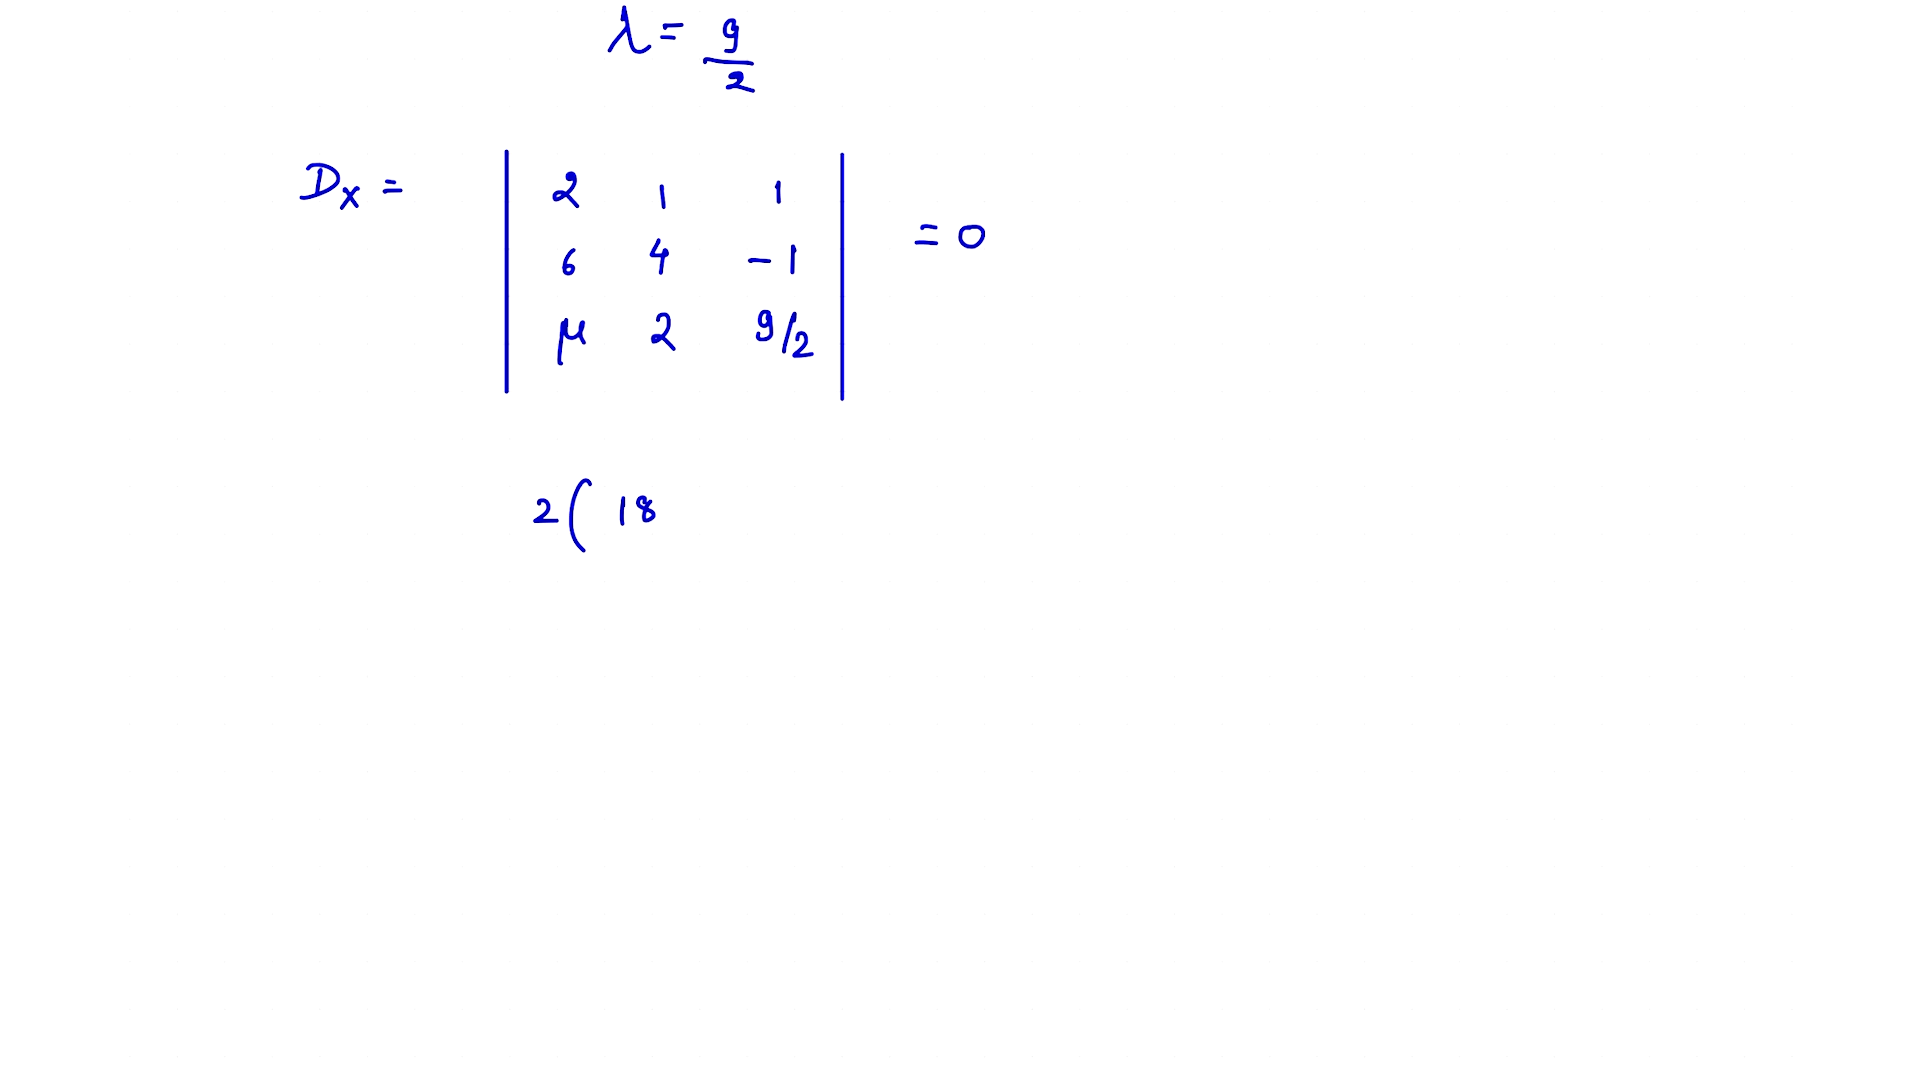 λ = 9/2
Dx = | 2 1 1 |
| 6 4 -1 | = 0
| μ 2 9/2 |
2( 18